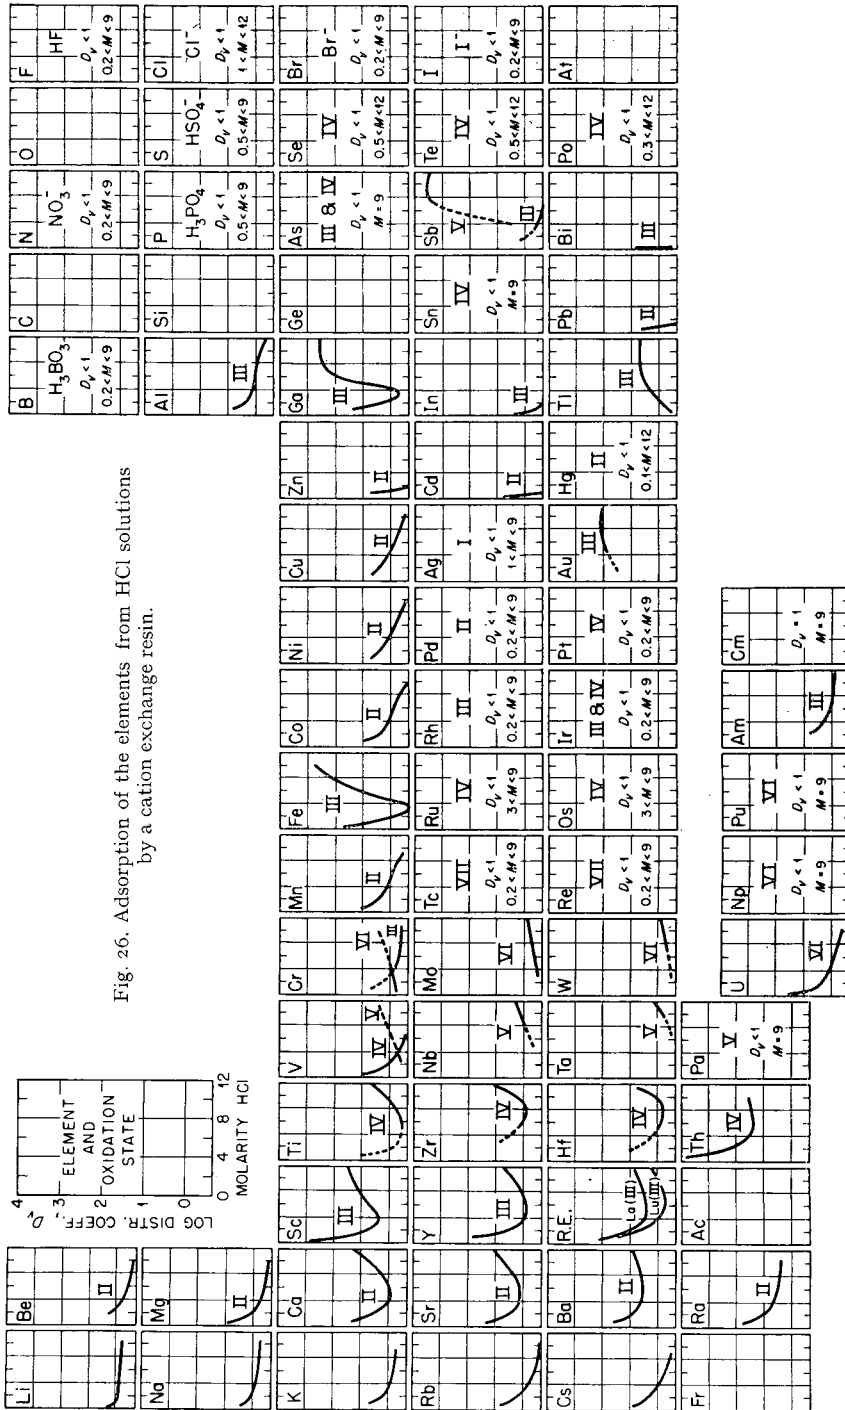 Fig. 26. Adsorption of the elements from HCl solutions
by a cation exchange resin.
LOG DISTR. COEFF., Dv
4
3
2
1
0
ELEMENT
AND
OXIDATION
STATE
0 4 8 12
MOLARITY HCl
Li
Be
II
B
H3BO3
Dv < 1
0.2 < M < 9
C
N
NO3-
Dv < 1
0.2 < M < 9
O
F
HF
Dv < 1
0.2 < M < 9
Na
Mg
II
Al
III
Si
P
H3PO4
Dv < 1
0.5 < M < 9
S
HSO4-
Dv < 1
0.5 < M < 9
Cl
Cl-
Dv < 1
1 < M < 12
K
Ca
II
Sc
III
Ti
IV
V
IV
V
Cr
VI
III
Mn
II
Fe
III
Co
II
Ni
II
Cu
II
Zn
II
Ga
III
Ge
As
III & IV
Dv < 1
M = 9
Se
IV
Dv < 1
0.5 < M < 12
Br
Br-
Dv < 1
0.2 < M < 9
Rb
Sr
II
Y
III
Zr
IV
Nb
V
Mo
VI
Tc
VII
Dv < 1
0.2 < M < 9
Ru
IV
Dv < 1
3 < M < 9
Rh
III
Dv < 1
0.2 < M < 9
Pd
II
Dv < 1
0.2 < M < 9
Ag
I
Dv < 1
1 < M < 9
Cd
II
In
III
Sn
IV
Dv < 1
M = 9
Sb
V
III
Te
IV
Dv < 1
0.5 < M < 12
I
I-
Dv < 1
0.2 < M < 9
Cs
Ba
II
R.E.
La (III)
Lu(III)
Hf
IV
Ta
V
W
VI
Re
VII
Dv < 1
0.2 < M < 9
Os
IV
Dv < 1
3 < M < 9
Ir
III & IV
Dv < 1
0.2 < M < 9
Pt
IV
Dv < 1
0.2 < M < 9
Au
III
Hg
II
Dv < 1
0.1 < M < 12
Tl
III
Pb
II
Bi
III
Po
IV
Dv < 1
0.3 < M < 12
At
Fr
Ra
II
Ac
Th
IV
Pa
V
Dv < 1
M = 9
U
VI
Np
VI
Dv < 1
M = 9
Pu
VI
Dv < 1
M = 9
Am
III
Cm
Dv = 1
M = 9